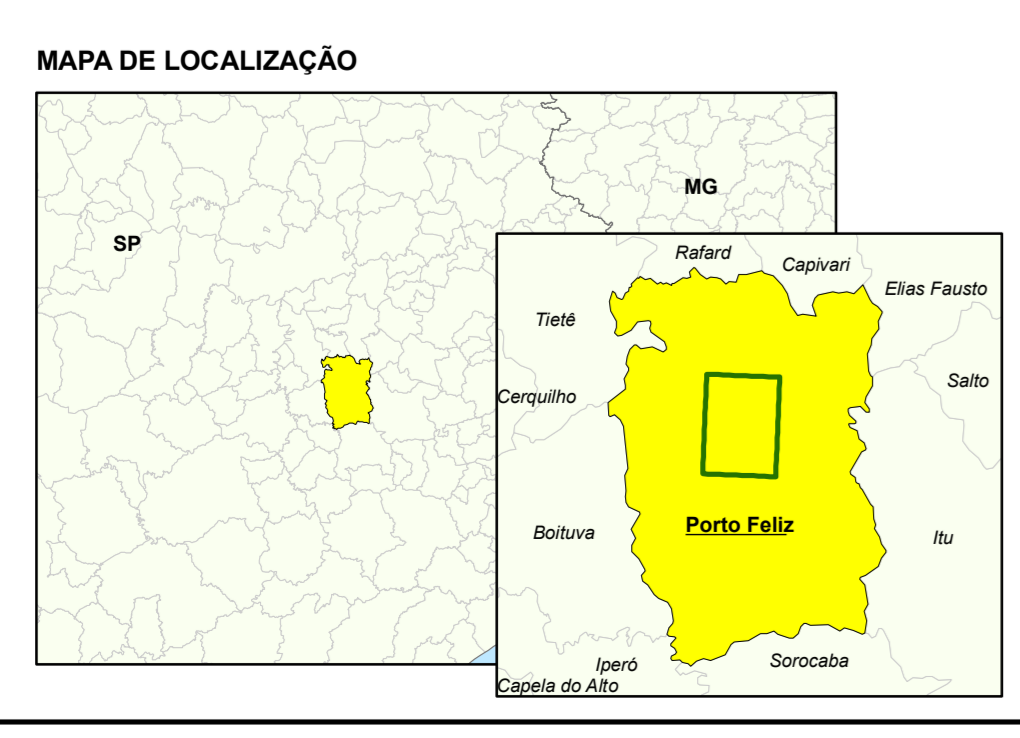 MAPA DE LOCALIZAÇÃO
MG
SP
Rafard
Capivari
Elias Fausto
Tietê
Salto
Cerquilho
Porto Feliz
Boituva
Itu
Iperó
Sorocaba
Capela do Alto